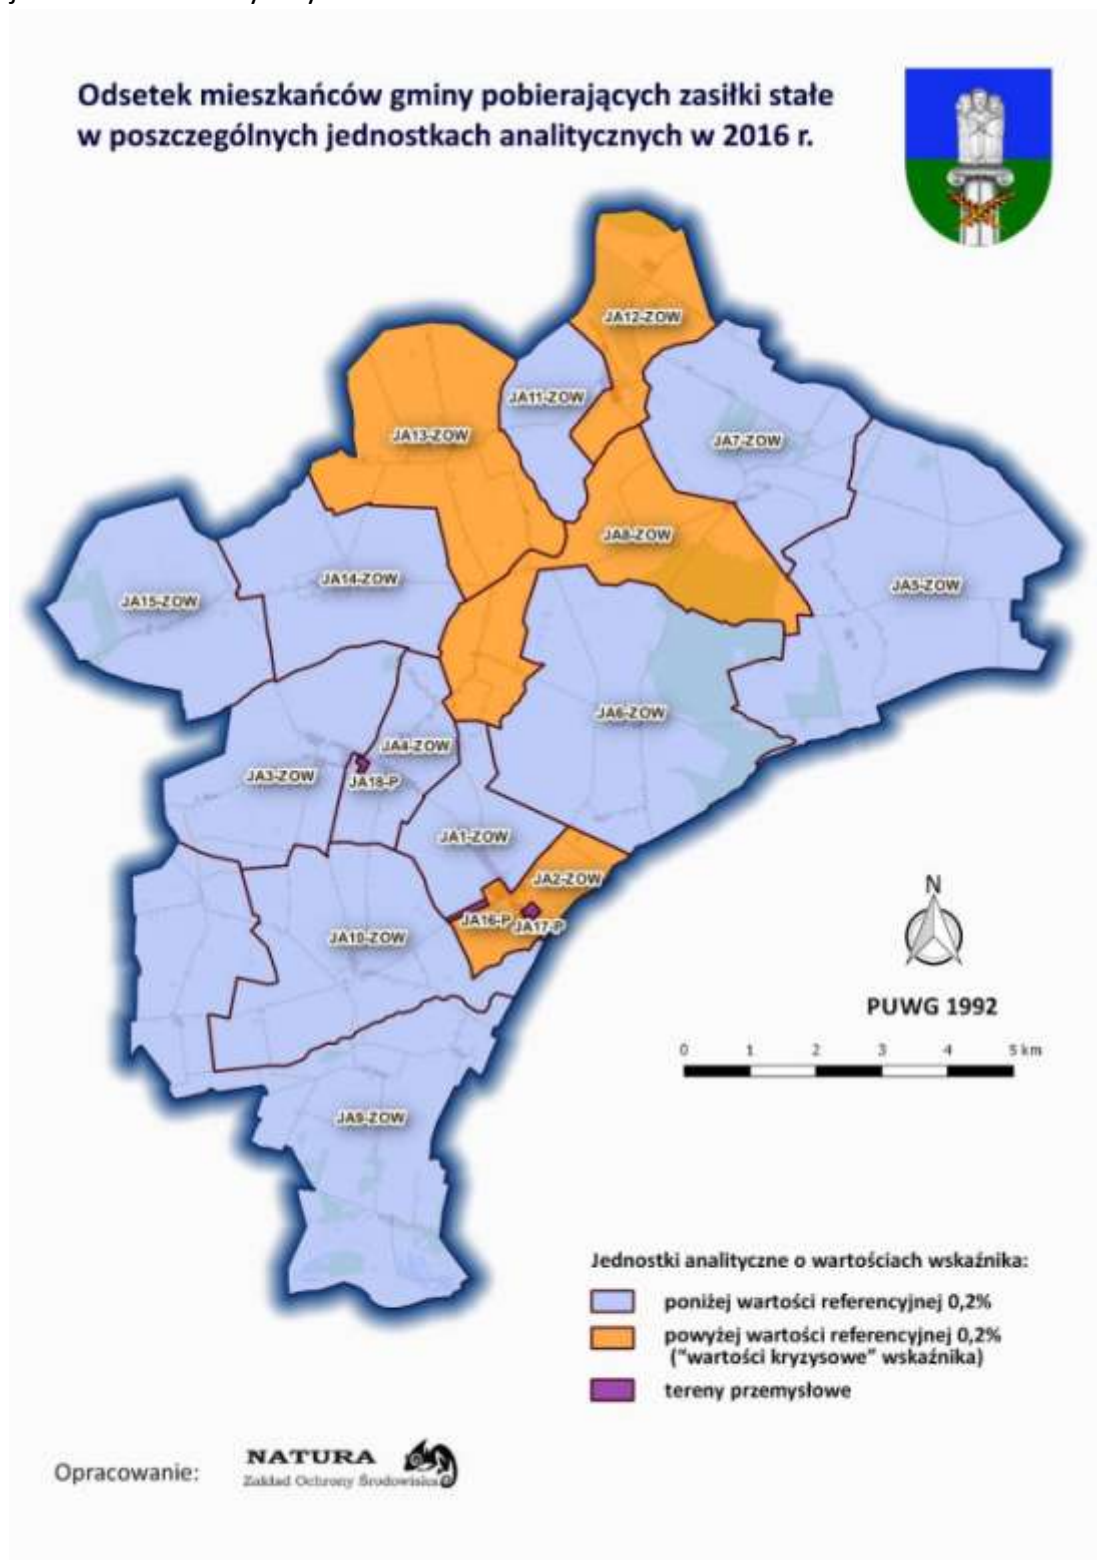 Odsetek mieszkańców gminy pobierających zasiłki stałe
w poszczególnych jednostkach analitycznych w 2016 r.
JA12-ZOW
JA11-ZOW
JA13-ZOW
JA7-ZOW
JA8-ZOW
JA14-ZOW
JA5-ZOW
JA15-ZOW
JA6-ZOW
JA4-ZOW
JA3-ZOW
JA18-P
JA1-ZOW
JA2-ZOW
JA16-P
JA17-P
JA10-ZOW
N
PUWG 1992
0 1 2 3 4 5 km
JA9-ZOW
Jednostki analityczne o wartościach wskaźnika:
poniżej wartości referencyjnej 0,2%
powyżej wartości referencyjnej 0,2%
("wartości kryzysowe" wskaźnika)
tereny przemysłowe
Opracowanie:
NATURA
Zakład Ochrony Środowiska